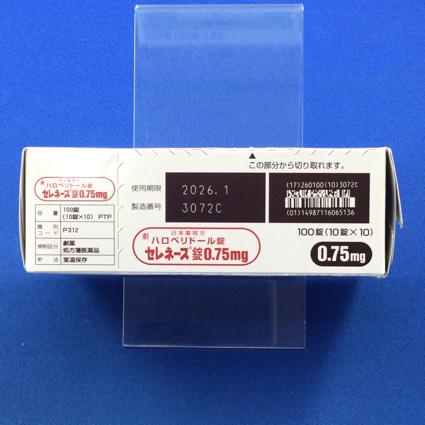 日本薬局方
劇 ハロペリドール錠
セレネース®錠0.75mg
容量 100錠
(10錠×10) PTP
識別コード P312
規制区分 劇薬
処方箋医薬品
貯法 室温保存
日本薬局方
劇 ハロペリドール錠
セレネース®錠0.75mg
▲
この部分から切り取れます。
使用期限 2026.1
製造番号 3072C
(17)260100(10)3072C
(01)14987116065136
100錠(10錠×10)
0.75mg